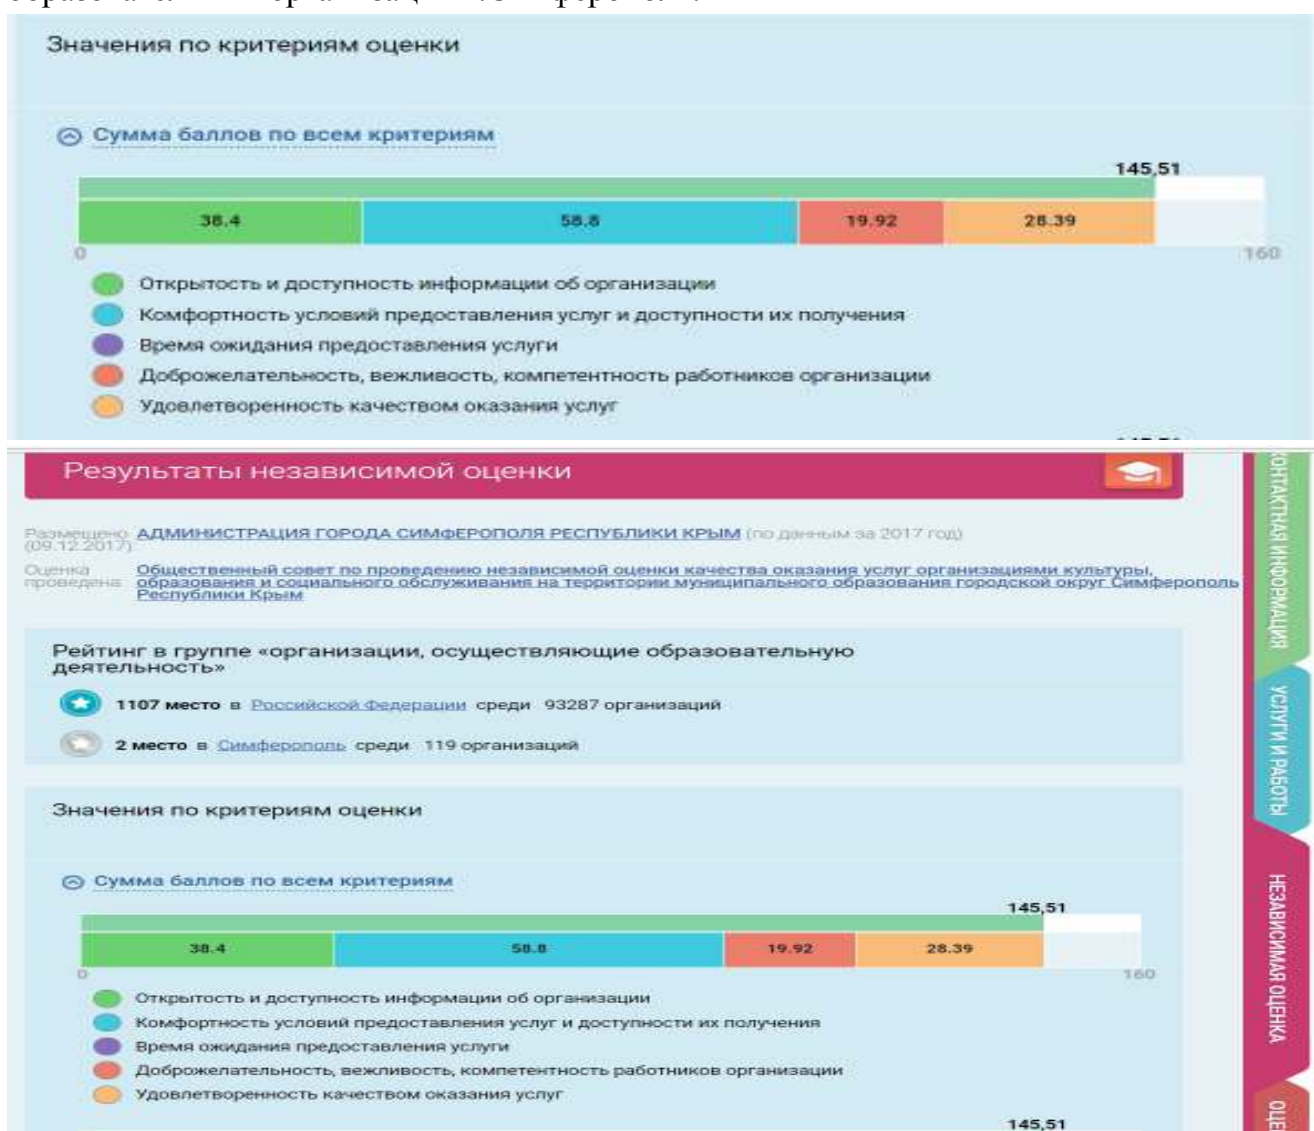 Значения по критериям оценки
Сумма баллов по всем критериям
145,51
38.4 58.8 19.92 28.39
0 160
Открытость и доступность информации об организации
Комфортность условий предоставления услуг и доступности их получения
Время ожидания предоставления услуги
Доброжелательность, вежливость, компетентность работников организации
Удовлетворенность качеством оказания услуг
Результаты независимой оценки
Размещено АДМИНИСТРАЦИЯ ГОРОДА СИМФЕРОПОЛЯ РЕСПУБЛИКИ КРЫМ (по данным за 2017 год)
(09.12.2017)
Оценка Общественный совет по проведению независимой оценки качества оказания услуг организациями культуры,
проведена: образования и социального обслуживания на территории муниципального образования городской округ Симферополь
Республики Крым
Рейтинг в группе «организации, осуществляющие образовательную
деятельность»
1107 место в Российской Федерации среди 93287 организаций
2 место в Симферополь среди 119 организаций
Значения по критериям оценки
Сумма баллов по всем критериям
145,51
38.4 58.8 19.92 28.39
0 160
Открытость и доступность информации об организации
Комфортность условий предоставления услуг и доступности их получения
Время ожидания предоставления услуги
Доброжелательность, вежливость, компетентность работников организации
Удовлетворенность качеством оказания услуг
145,51
КОНТАКТНАЯ ИНФОРМАЦИЯ
УСЛУГИ И РАБОТЫ
НЕЗАВИСИМАЯ ОЦЕНКА